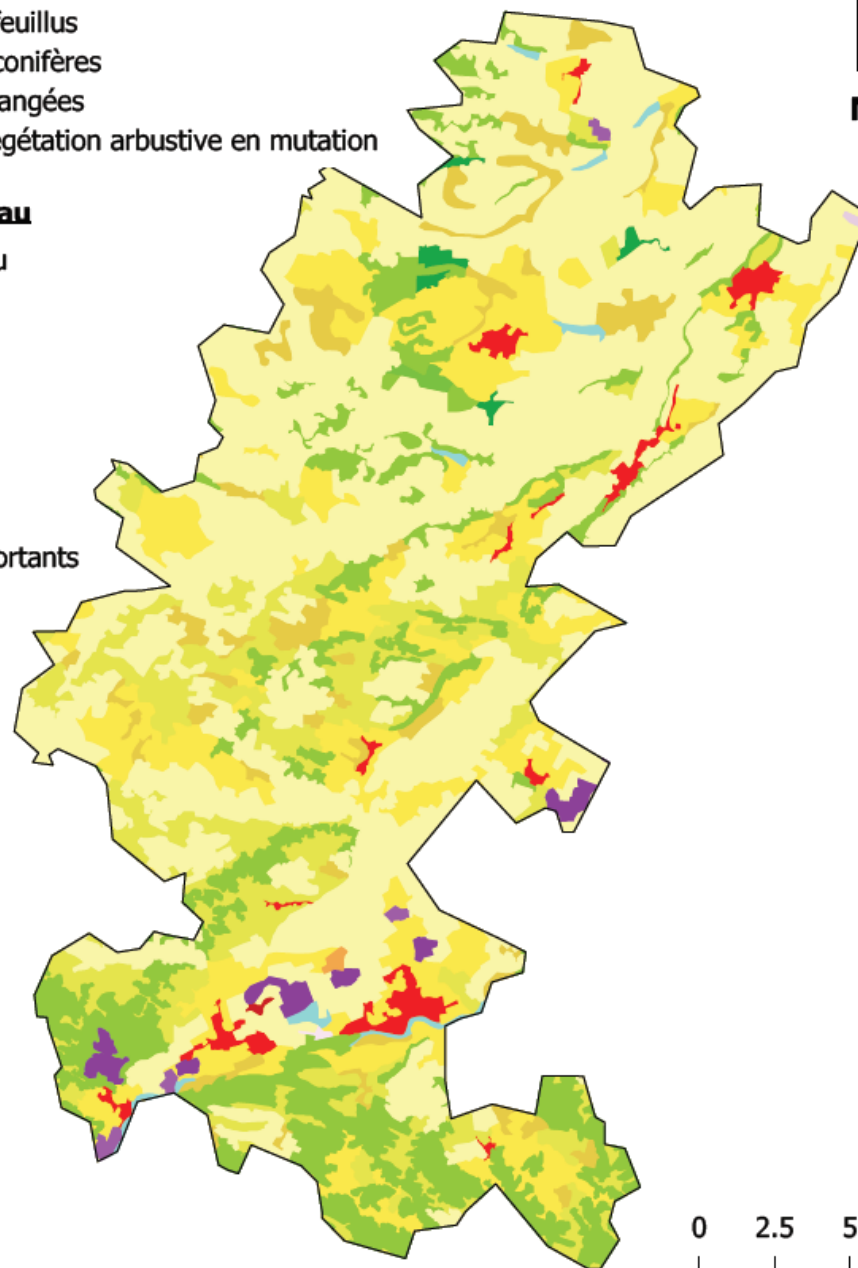 feuillus
conifères
angées
égétation arbustive en mutation
au
u
ortants
0 2.5 5